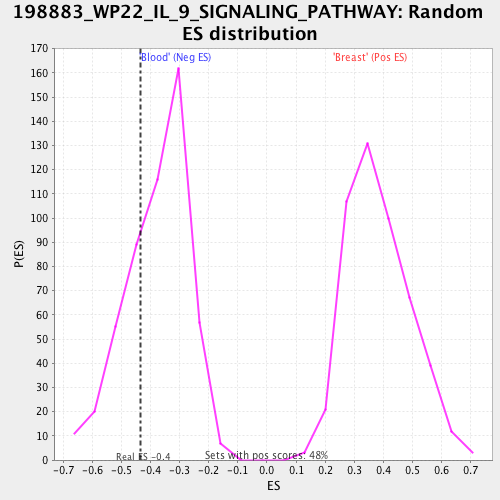 198883_WP22_IL_9_SIGNALING_PATHWAY: Random
ES distribution
'Blood' (Neg ES)
'Breast' (Pos ES)
170
160
150
140
130
120
110
100
90
80
70
60
50
40
30
20
10
0
P(ES)
Real ES -0.4
Sets with pos scores: 48%
-0.7 -0.6 -0.5 -0.4 -0.3 -0.2 -0.1 0.0 0.1 0.2 0.3 0.4 0.5 0.6 0.7
ES